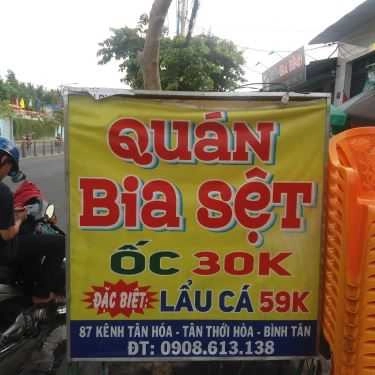 QUÁN
Bia SỆT
ỐC 30K
ĐẶC BIỆT: LẨU CÁ 59K
87 KÊNH TÂN HÓA - TÂN THỚI HÒA - BÌNH TÂN
ĐT: 0908.613.138